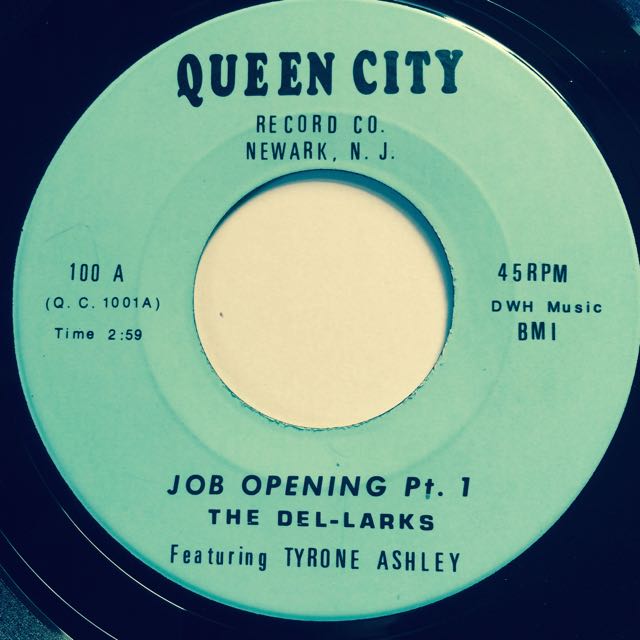 QUEEN CITY
RECORD CO.
NEWARK, N. J.
100 A
(Q. C. 1001A)
Time 2:59
45RPM
DWH Music
BMI
JOB OPENING Pt. 1
THE DEL-LARKS
Featuring TYRONE ASHLEY